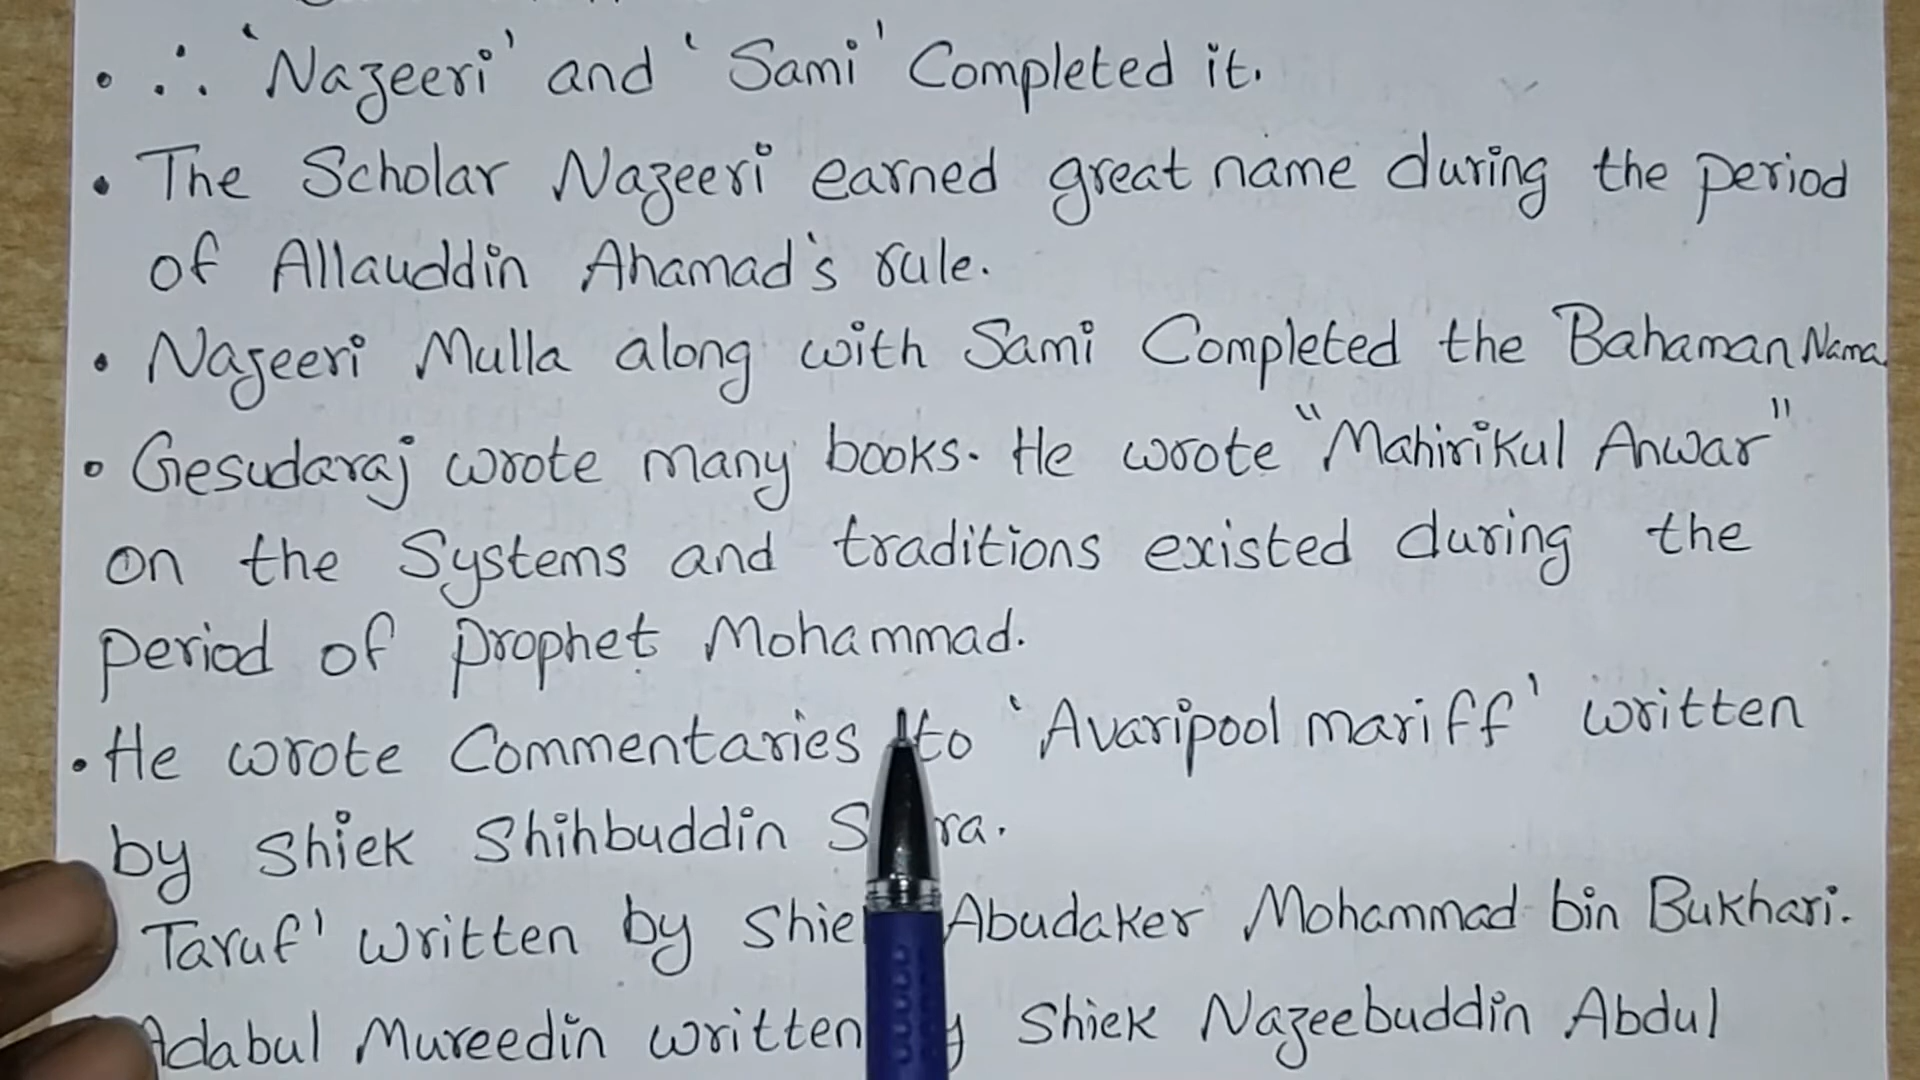 • ∴ 'Nazeeri' and 'Sami' Completed it.
• The Scholar Nazeeri earned great name during the period
of Allauddin Ahamad's rule.
• Nazeeri Mulla along with Sami Completed the Bahaman Nama.
• Gesudaraj wrote many books. He wrote "Mahirikul Anwar"
on the Systems and traditions existed during the
period of prophet Mohammad.
• He wrote Commentaries to 'Avaripool mariff' written
by Shiek Shihbuddin
Taruf' written by Abudaker Mohammad bin Bukhari.
Adabul Mureedin written Shiek Nazeebuddin Abdul